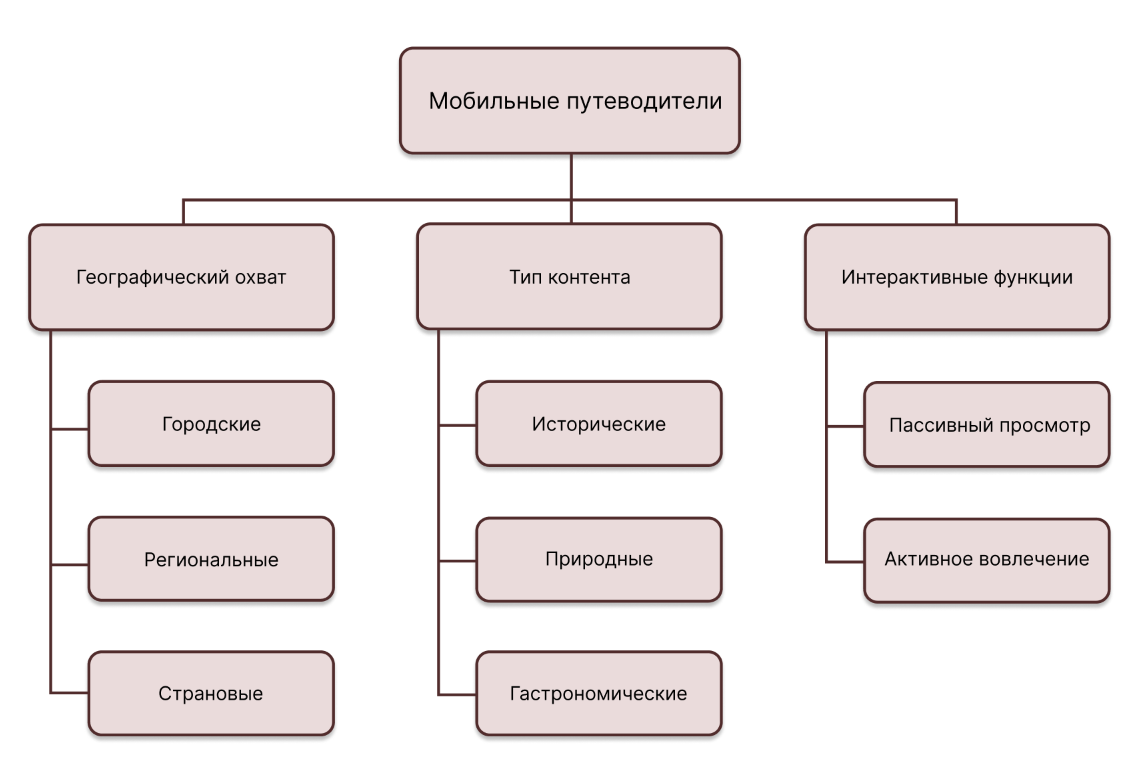 Мобильные путеводители
Географический охват
Городские
Региональные
Страновые
Тип контента
Исторические
Природные
Гастрономические
Интерактивные функции
Пассивный просмотр
Активное вовлечение